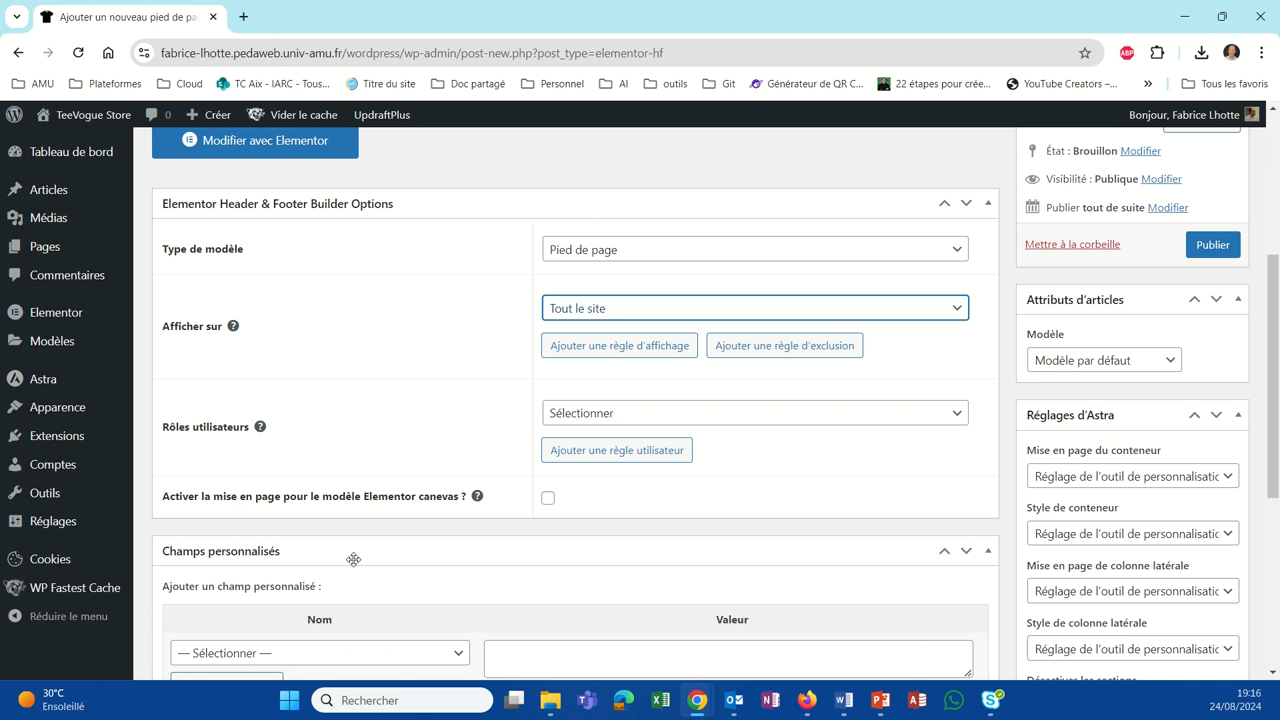 Ajouter un nouveau pied de pa
fabrice-lhotte.pedaweb.univ-amu.fr/wordpress/wp-admin/post-new.php?post_type=elementor-hf
ABP
AMU
Plateformes
Cloud
TC Aix - IARC - Tous...
Titre du site
Doc partagé
Personnel
AI
outils
Git
Générateur de QR C...
22 étapes pour créer...
YouTube Creators –...
»
Tous les favoris
TeeVogue Store
0
Créer
Vider le cache
UpdraftPlus
Bonjour, Fabrice Lhotte
Tableau de bord
Articles
Médias
Pages
Commentaires
Elementor
Modèles
Astra
Apparence
Extensions
Comptes
Outils
Réglages
Cookies
WP Fastest Cache
Réduire le menu
Modifier avec Elementor
Elementor Header & Footer Builder Options
Type de modèle
Pied de page
Afficher sur
Tout le site
Ajouter une règle d’affichage
Ajouter une règle d’exclusion
Rôles utilisateurs
Sélectionner
Ajouter une règle utilisateur
Activer la mise en page pour le modèle Elementor canevas ?
Champs personnalisés
Ajouter un champ personnalisé :
Nom
Valeur
— Sélectionner —
État : Brouillon Modifier
Visibilité : Publique Modifier
Publier tout de suite Modifier
Mettre à la corbeille
Publier
Attributs d’articles
Modèle
Modèle par défaut
Réglages d’Astra
Mise en page du conteneur
Réglage de l’outil de personnalisatic
Style de conteneur
Réglage de l’outil de personnalisatic
Mise en page de colonne latérale
Réglage de l’outil de personnalisatic
Style de colonne latérale
Réglage de l’outil de personnalisatic
30°C
Ensoleillé
Rechercher
19:16
24/08/2024